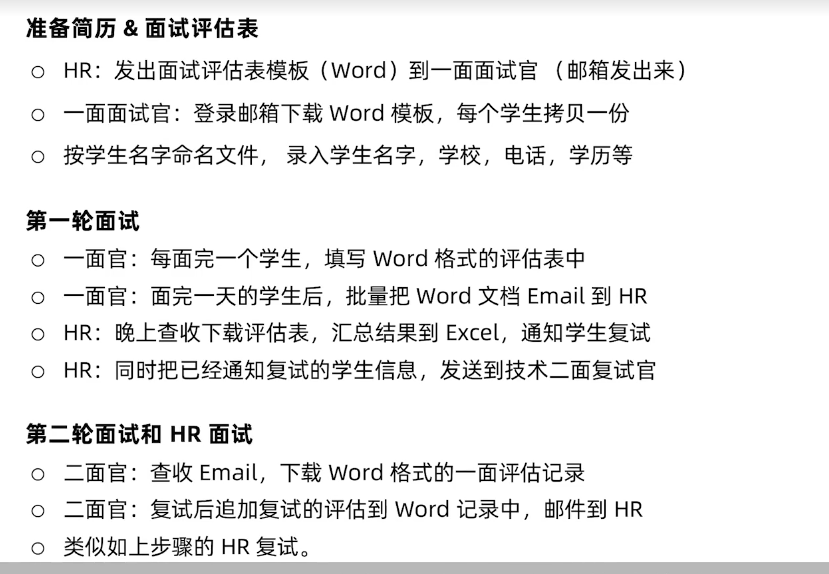 准备简历 & 面试评估表
○ HR：发出面试评估表模板（Word）到一面面试官 （邮箱发出来）
○ 一面面试官：登录邮箱下载 Word 模板，每个学生拷贝一份
○ 按学生名字命名文件， 录入学生名字，学校，电话，学历等
第一轮面试
○ 一面官：每面完一个学生，填写 Word 格式的评估表中
○ 一面官：面完一天的学生后，批量把 Word 文档 Email 到 HR
○ HR：晚上查收下载评估表，汇总结果到 Excel，通知学生复试
○ HR：同时把已经通知复试的学生信息，发送到技术二面复试官
第二轮面试和 HR 面试
○ 二面官：查收 Email，下载 Word 格式的一面评估记录
○ 二面官：复试后追加复试的评估到 Word 记录中，邮件到 HR
○ 类似如上步骤的 HR 复试。